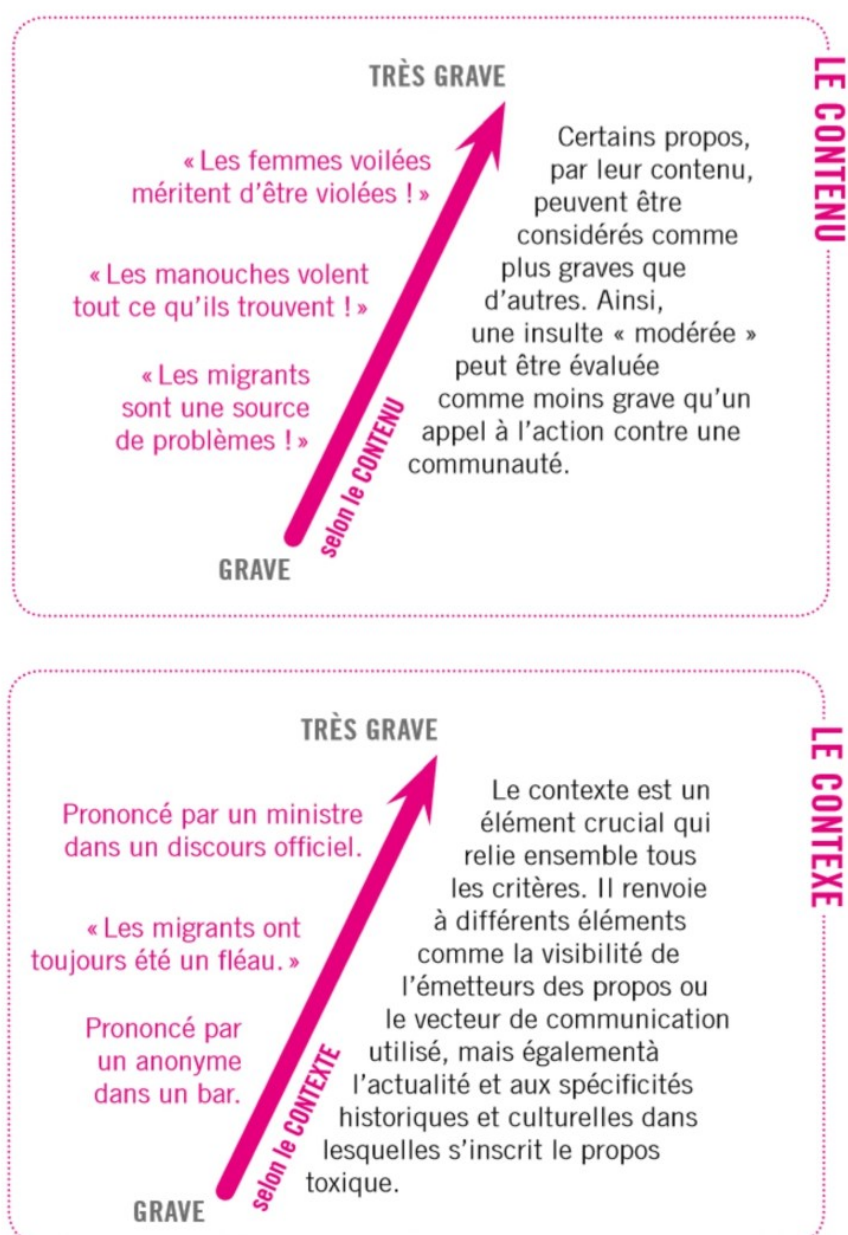 TRÈS GRAVE
« Les femmes voilées
méritent d'être violées ! »
« Les manouches volent
tout ce qu'ils trouvent ! »
« Les migrants
sont une source
de problèmes ! »
GRAVE
selon le CONTENU
Certains propos,
par leur contenu,
peuvent être
considérés comme
plus graves que
d'autres. Ainsi,
une insulte « modérée »
peut être évaluée
comme moins grave qu'un
appel à l'action contre une
communauté.
LE CONTENU
TRÈS GRAVE
Prononcé par un ministre
dans un discours officiel.
« Les migrants ont
toujours été un fléau. »
Prononcé par
un anonyme
dans un bar.
GRAVE
selon le CONTEXTE
Le contexte est un
élément crucial qui
relie ensemble tous
les critères. Il renvoie
à différents éléments
comme la visibilité de
l'émetteurs des propos ou
le vecteur de communication
utilisé, mais égalementà
l'actualité et aux spécificités
historiques et culturelles dans
lesquelles s'inscrit le propos
toxique.
LE CONTEXE